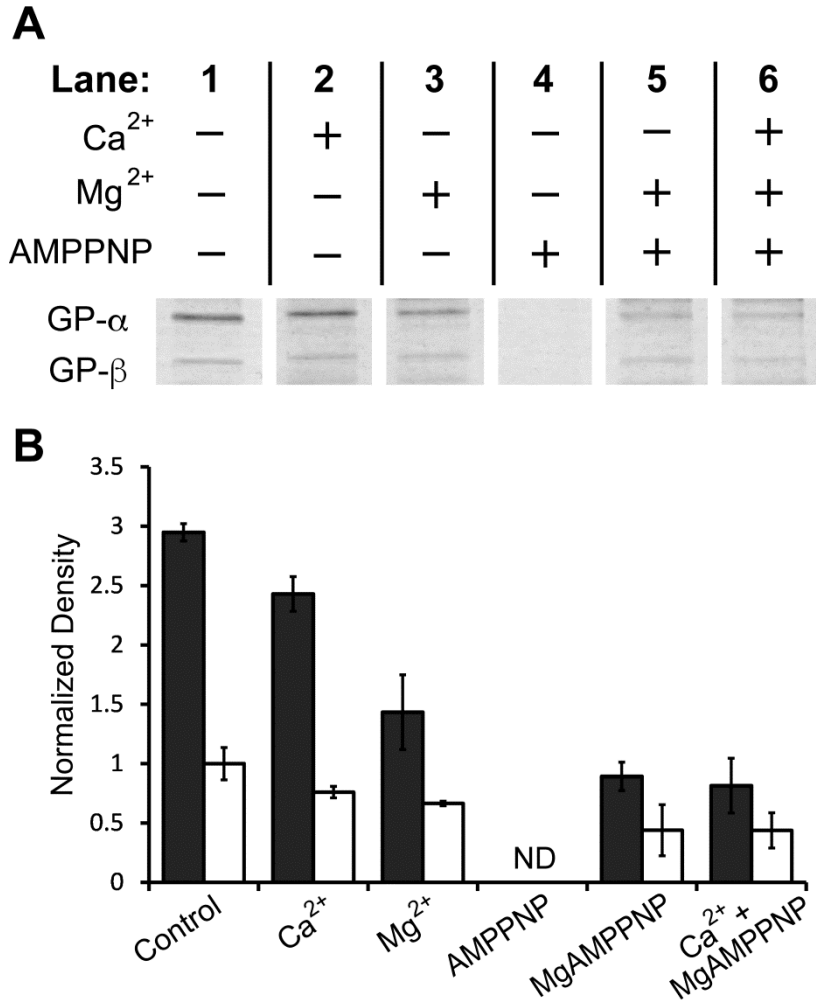 A
Lane: 1 2 3 4 5 6
Ca²⁺ − + − − − +
Mg²⁺ − − + − + +
AMPPNP − − − + + +
GP-α
GP-β
B
3.5
3
2.5
2
1.5
1
0.5
0
Normalized Density
ND
Control
Ca²⁺
Mg²⁺
AMPPNP
MgAMPPNP
Ca²⁺ +
MgAMPPNP